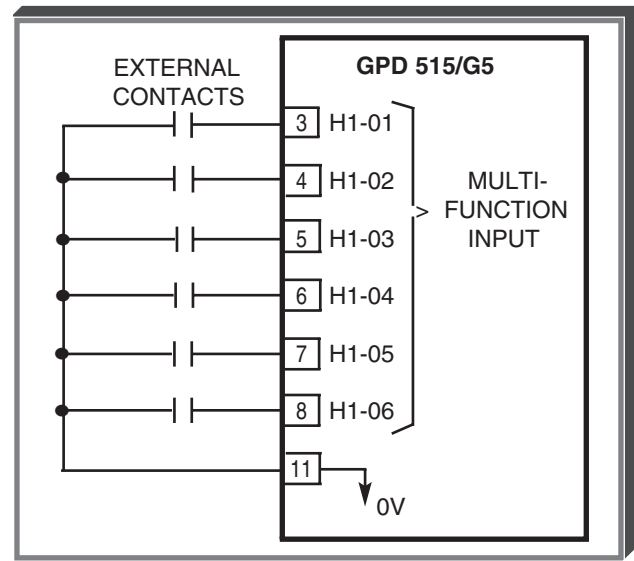 GPD 515/G5
EXTERNAL
CONTACTS
3 H1-01
4 H1-02
5 H1-03
6 H1-04
7 H1-05
8 H1-06
MULTI-
FUNCTION
INPUT
11
0V